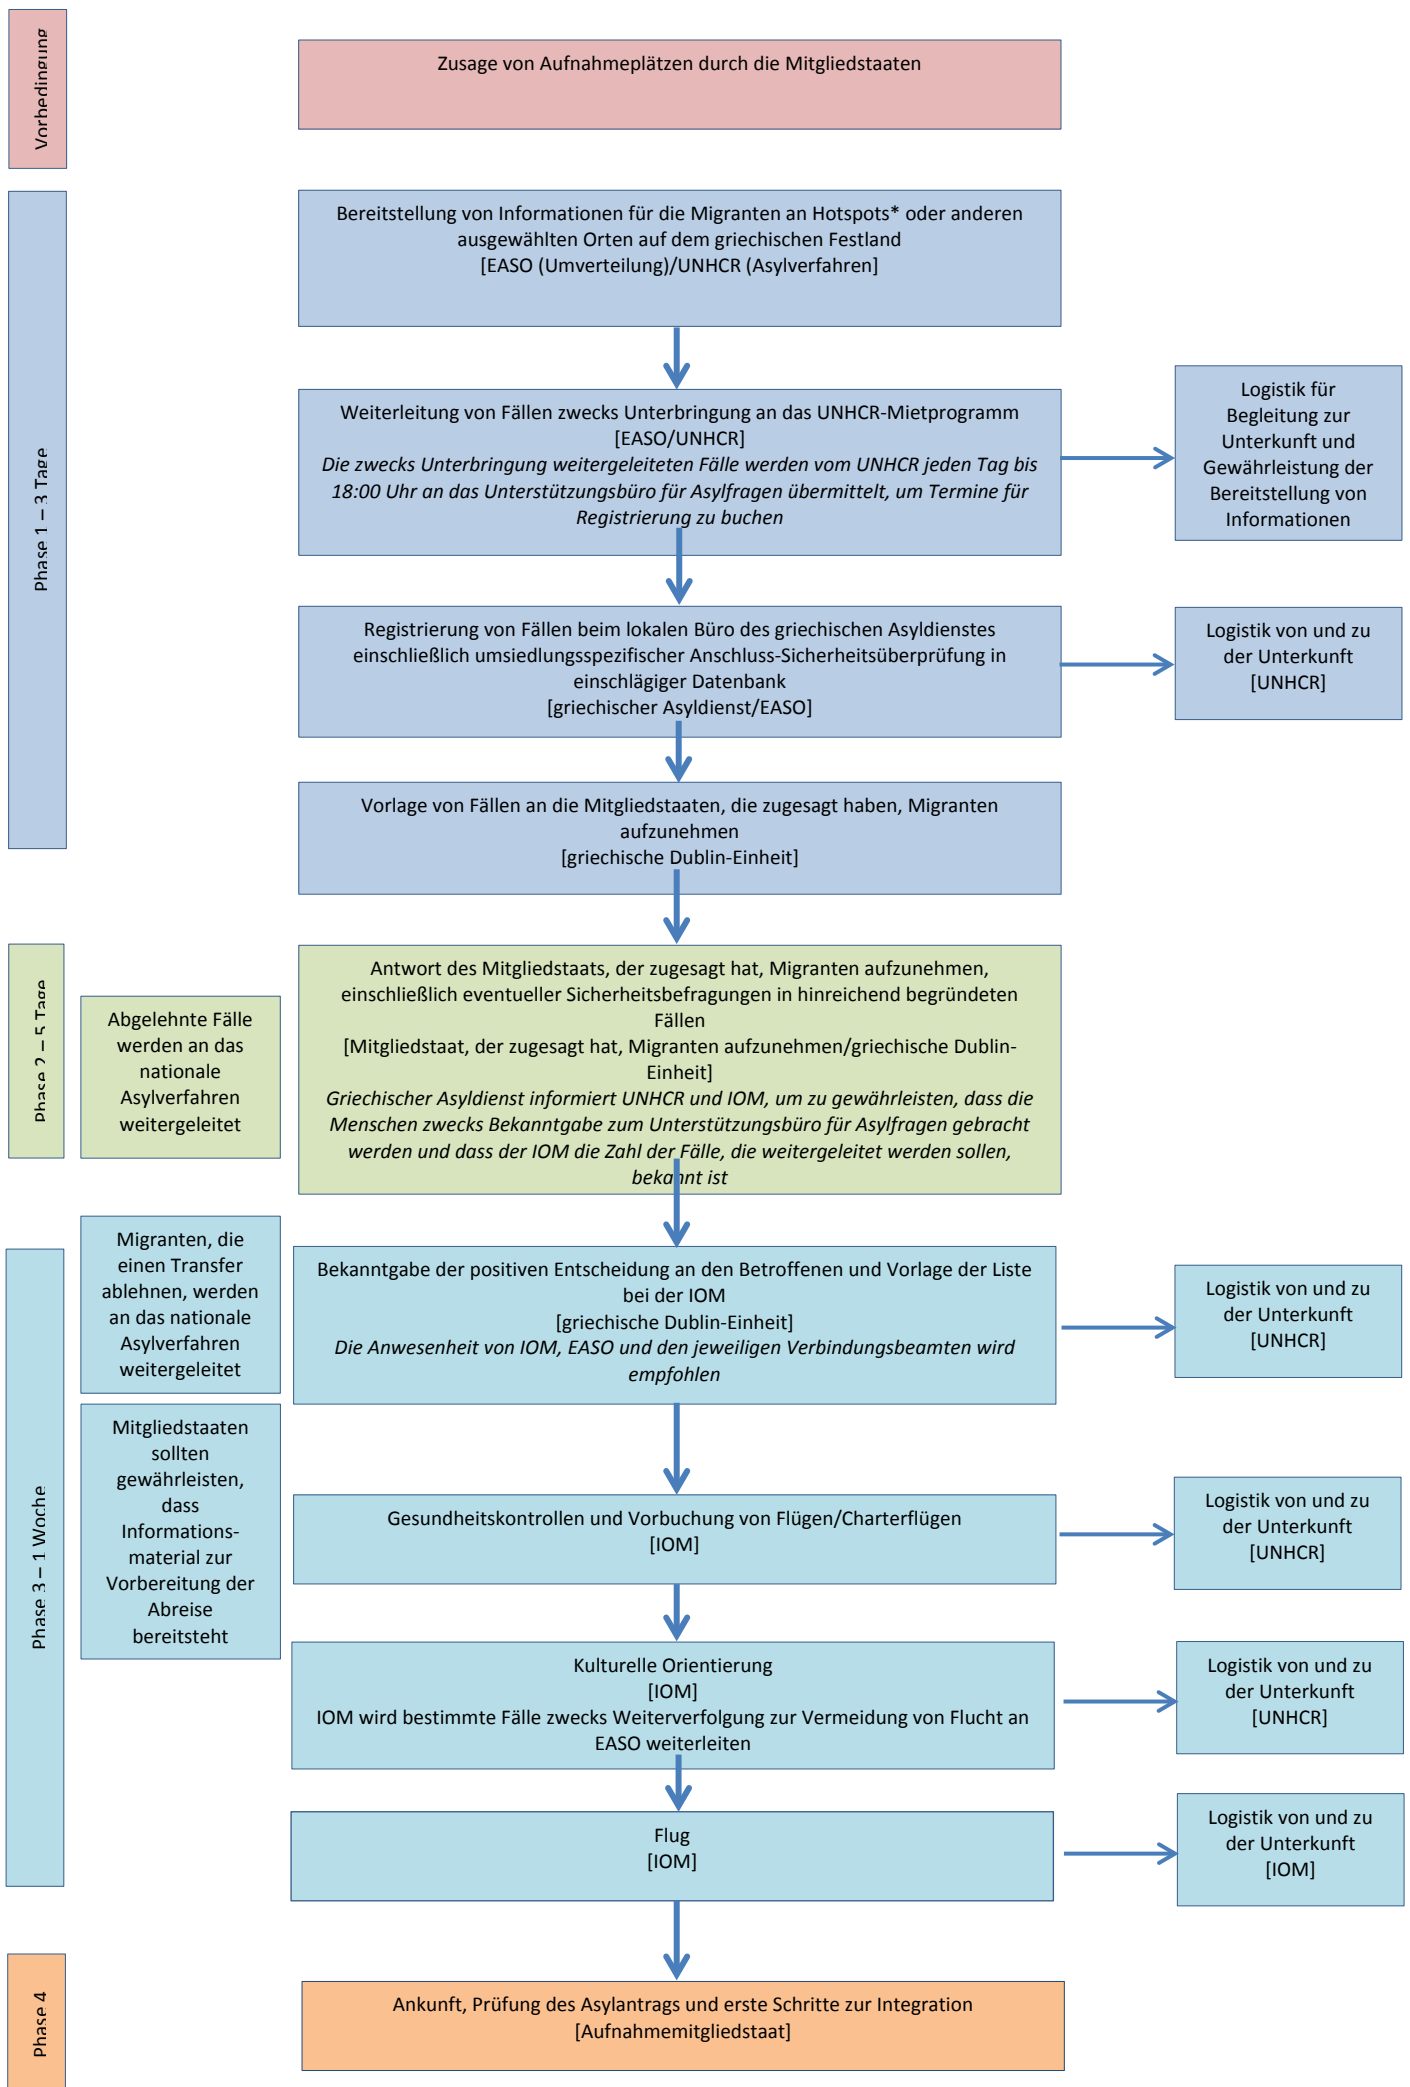 Vorbedingung
Zusage von Aufnahmeplätzen durch die Mitgliedstaaten
Phase 1 – 3 Tage
Bereitstellung von Informationen für die Migranten an Hotspots* oder anderen
ausgewählten Orten auf dem griechischen Festland
[EASO (Umverteilung)/UNHCR (Asylverfahren]
Weiterleitung von Fällen zwecks Unterbringung an das UNHCR-Mietprogramm
[EASO/UNHCR]
Die zwecks Unterbringung weitergeleiteten Fälle werden vom UNHCR jeden Tag bis
18:00 Uhr an das Unterstützungsbüro für Asylfragen übermittelt, um Termine für
Registrierung zu buchen
Logistik für
Begleitung zur
Unterkunft und
Gewährleistung der
Bereitstellung von
Informationen
Registrierung von Fällen beim lokalen Büro des griechischen Asyldienstes
einschließlich umsiedlungsspezifischer Anschluss-Sicherheitsüberprüfung in
einschlägiger Datenbank
[griechischer Asyldienst/EASO]
Logistik von und zu
der Unterkunft
[UNHCR]
Vorlage von Fällen an die Mitgliedstaaten, die zugesagt haben, Migranten
aufzunehmen
[griechische Dublin-Einheit]
Phase 2 – 5 Tage
Abgelehnte Fälle
werden an das
nationale
Asylverfahren
weitergeleitet
Antwort des Mitgliedstaats, der zugesagt hat, Migranten aufzunehmen,
einschließlich eventueller Sicherheitsbefragungen in hinreichend begründeten
Fällen
[Mitgliedstaat, der zugesagt hat, Migranten aufzunehmen/griechische Dublin-
Einheit]
Griechischer Asyldienst informiert UNHCR und IOM, um zu gewährleisten, dass die
Menschen zwecks Bekanntgabe zum Unterstützungsbüro für Asylfragen gebracht
werden und dass der IOM die Zahl der Fälle, die weitergeleitet werden sollen,
bekannt ist
Phase 3 – 1 Woche
Migranten, die
einen Transfer
ablehnen, werden
an das nationale
Asylverfahren
weitergeleitet
Bekanntgabe der positiven Entscheidung an den Betroffenen und Vorlage der Liste
bei der IOM
[griechische Dublin-Einheit]
Die Anwesenheit von IOM, EASO und den jeweiligen Verbindungsbeamten wird
empfohlen
Logistik von und zu
der Unterkunft
[UNHCR]
Mitgliedstaaten
sollten
gewährleisten,
dass
Informations-
material zur
Vorbereitung der
Abreise
bereitsteht
Gesundheitskontrollen und Vorbuchung von Flügen/Charterflügen
[IOM]
Logistik von und zu
der Unterkunft
[UNHCR]
Kulturelle Orientierung
[IOM]
IOM wird bestimmte Fälle zwecks Weiterverfolgung zur Vermeidung von Flucht an
EASO weiterleiten
Logistik von und zu
der Unterkunft
[UNHCR]
Flug
[IOM]
Logistik von und zu
der Unterkunft
[IOM]
Phase 4
Ankunft, Prüfung des Asylantrags und erste Schritte zur Integration
[Aufnahmemitgliedstaat]